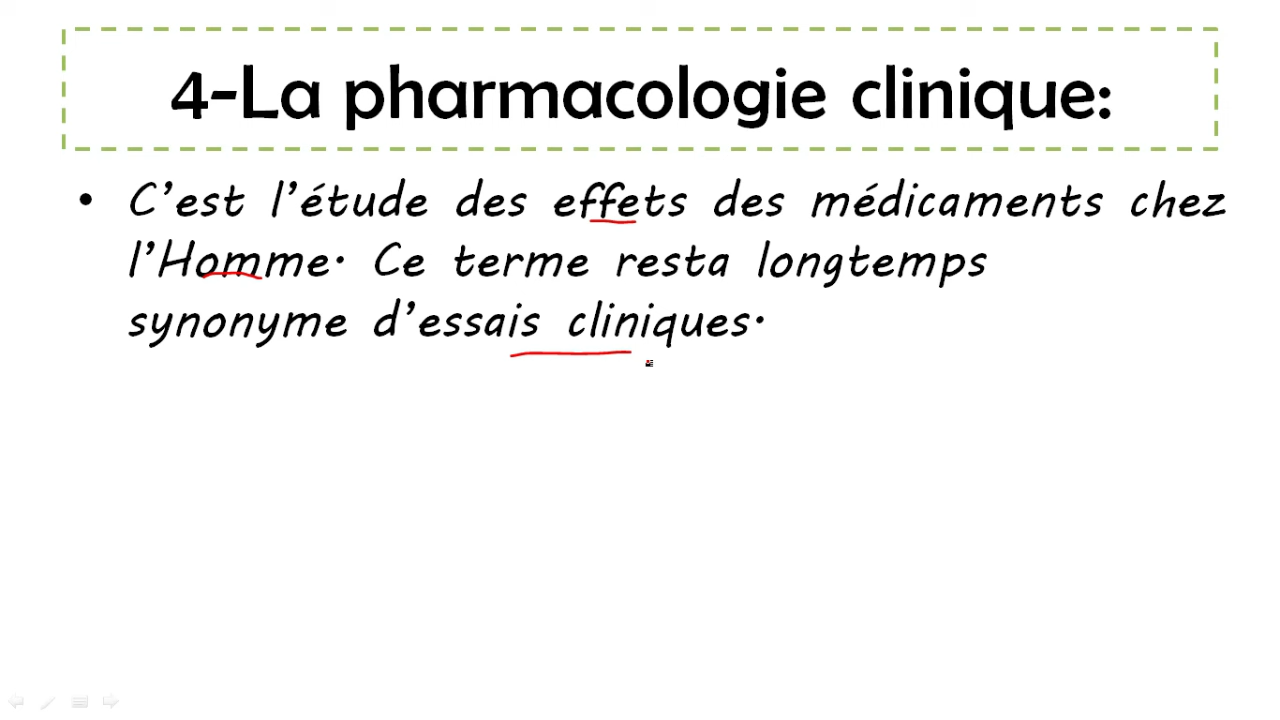 4-La pharmacologie clinique:
• C’est l’étude des effets des médicaments chez
l’Homme. Ce terme resta longtemps
synonyme d’essais cliniques.